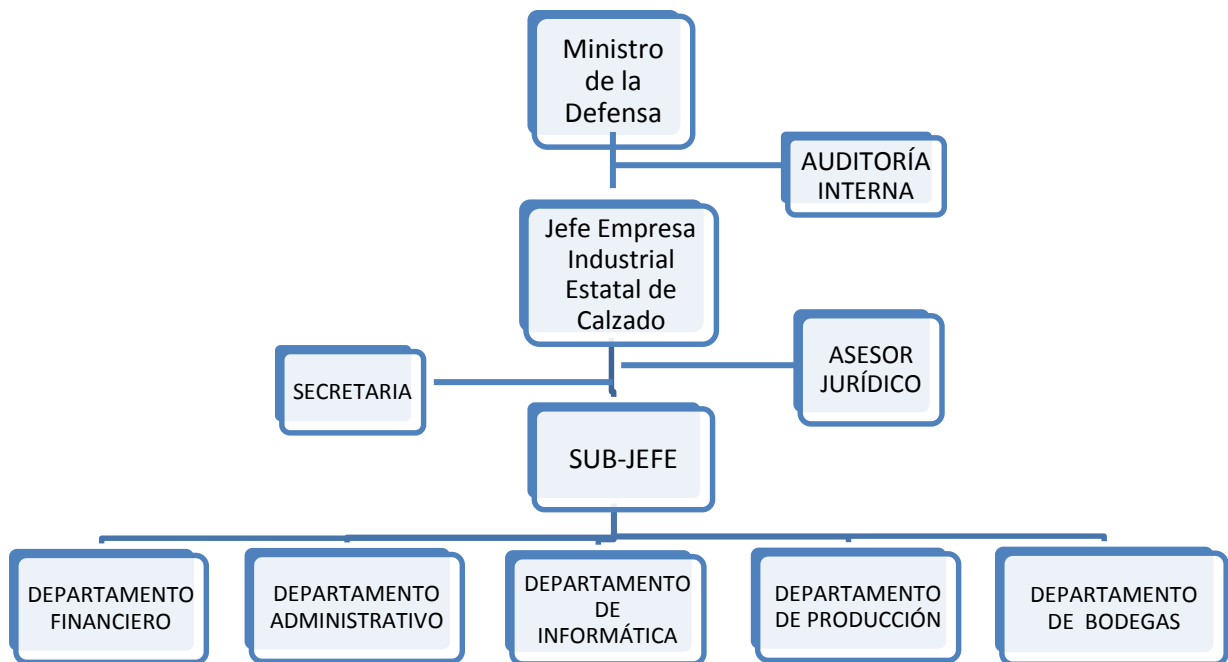 Ministro
de la
Defensa
AUDITORÍA
INTERNA
Jefe Empresa
Industrial
Estatal de
Calzado
ASESOR
JURÍDICO
SECRETARIA
SUB-JEFE
DEPARTAMENTO
FINANCIERO
DEPARTAMENTO
ADMINISTRATIVO
DEPARTAMENTO
DE
INFORMÁTICA
DEPARTAMENTO
DE PRODUCCIÓN
DEPARTAMENTO
DE BODEGAS